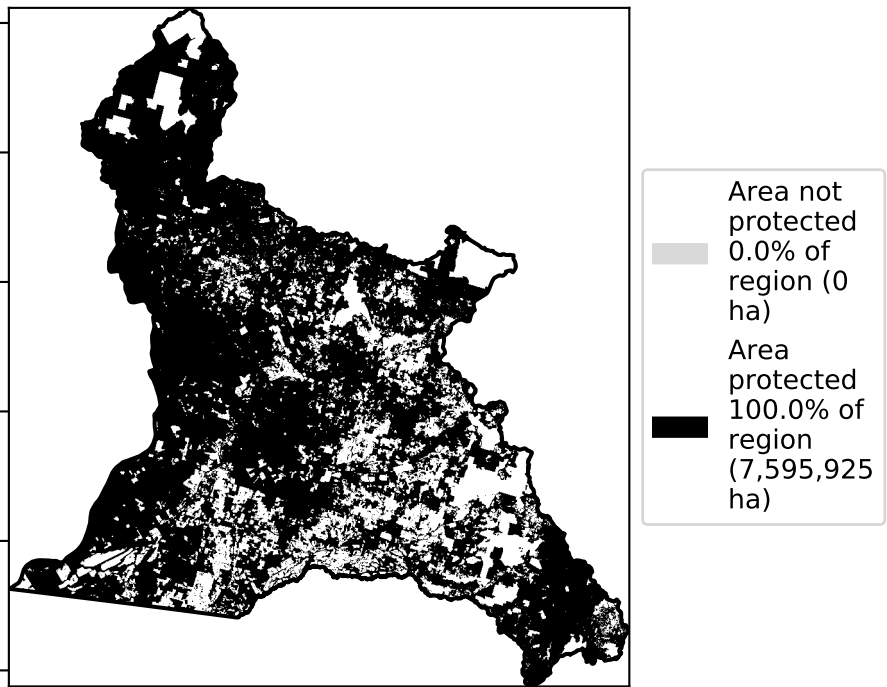 Area not
protected
0.0% of
region (0
ha)
Area
protected
100.0% of
region
(7,595,925
ha)